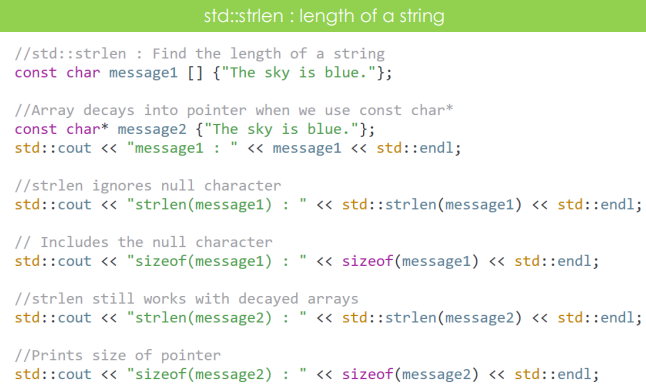 std::strlen : length of a string
//std::strlen : Find the length of a string
const char message1 [] {"The sky is blue."};
//Array decays into pointer when we use const char*
const char* message2 {"The sky is blue."};
std::cout << "message1 : " << message1 << std::endl;
//strlen ignores null character
std::cout << "strlen(message1) : " << std::strlen(message1) << std::endl;
// Includes the null character
std::cout << "sizeof(message1) : " << sizeof(message1) << std::endl;
//strlen still works with decayed arrays
std::cout << "strlen(message2) : " << std::strlen(message2) << std::endl;
//Prints size of pointer
std::cout << "sizeof(message2) : " << sizeof(message2) << std::endl;